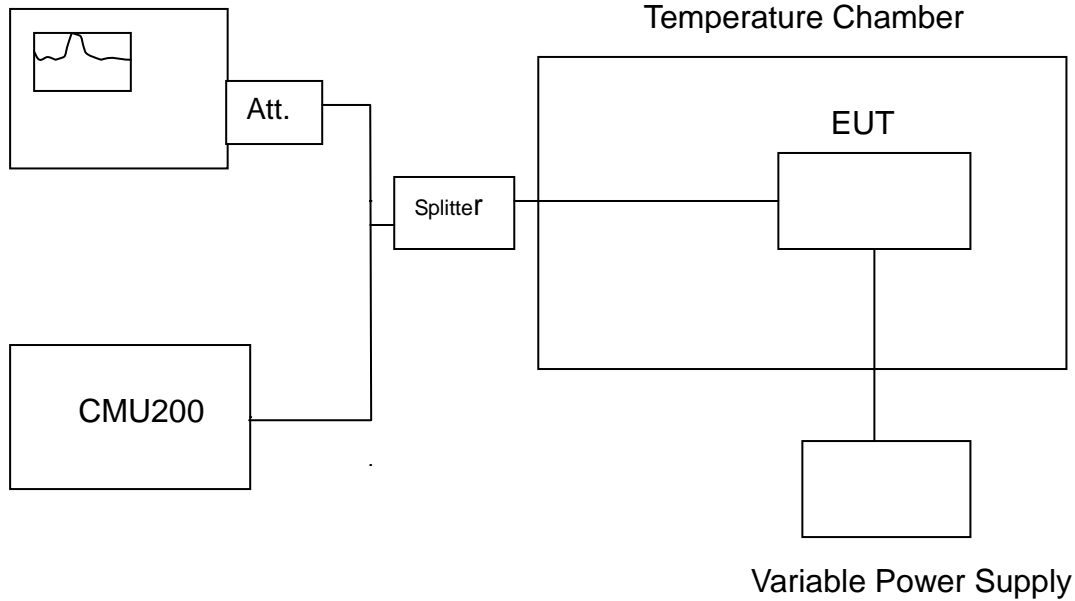 Temperature Chamber
Att.
EUT
Splitter
CMU200
Variable Power Supply